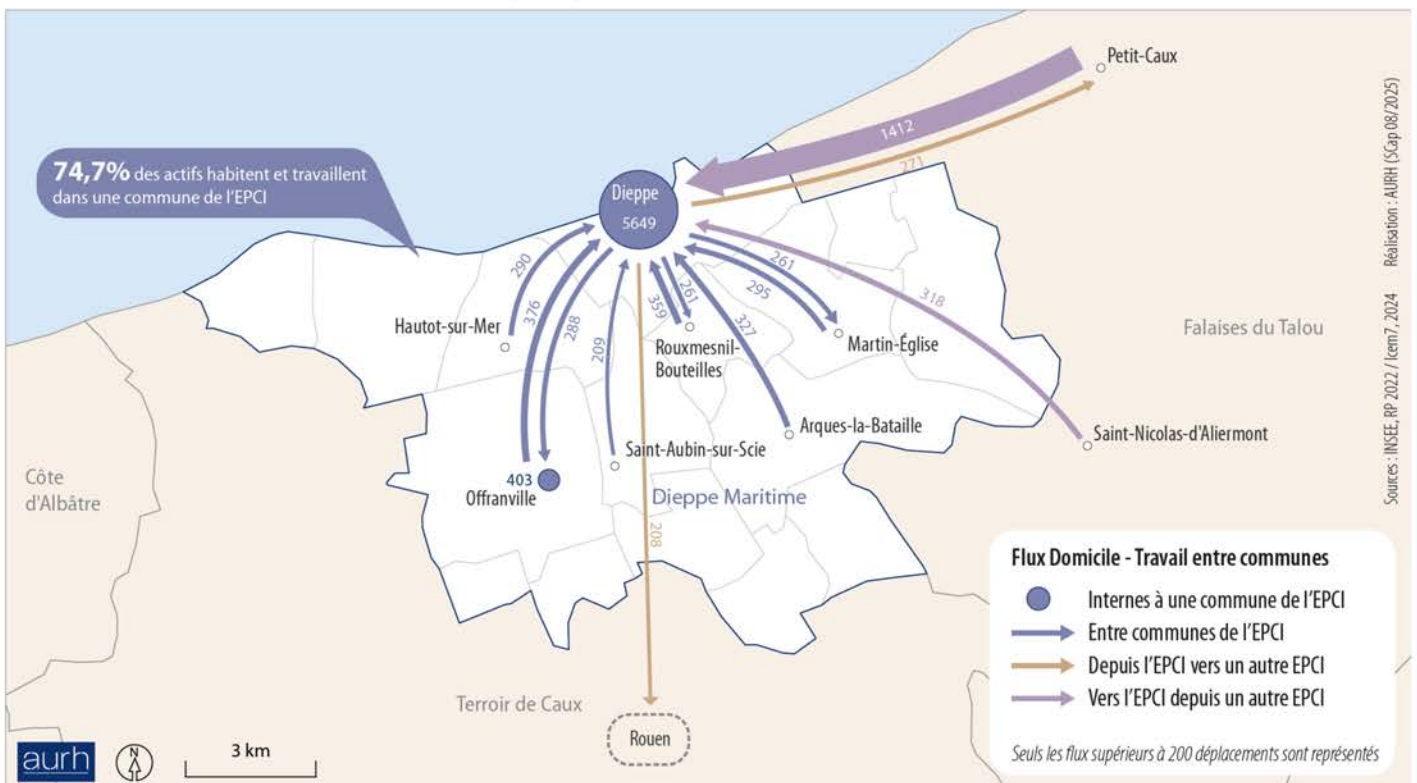 Petit-Caux
1412
271
74,7% des actifs habitent et travaillent
dans une commune de l'EPCI
Dieppe
5649
290
376
288
209
359
261
327
261
295
318
Hautot-sur-Mer
Rouxmesnil-
Bouteilles
Martin-Église
Falaises du Talou
Arques-la-Bataille
Saint-Nicolas-d'Aliermont
Saint-Aubin-sur-Scie
403
Offranville
Dieppe Maritime
Côte
d'Albâtre
208
Terroir de Caux
Rouen
Flux Domicile - Travail entre communes
Internes à une commune de l'EPCI
Entre communes de l'EPCI
Depuis l'EPCI vers un autre EPCI
Vers l'EPCI depuis un autre EPCI
Seuls les flux supérieurs à 200 déplacements sont représentés
aurh
N
3 km
Sources : INSEE, RP 2022 / Icem7, 2024 Réalisation : AURH (SCap 08/2025)